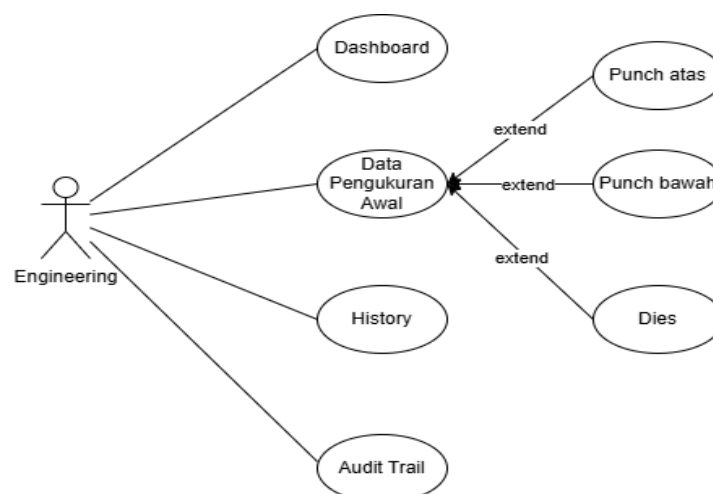 Dashboard
Punch atas
extend
Data
Pengukuran
Awal
extend
Punch bawah
Engineering
extend
History
Dies
Audit Trail